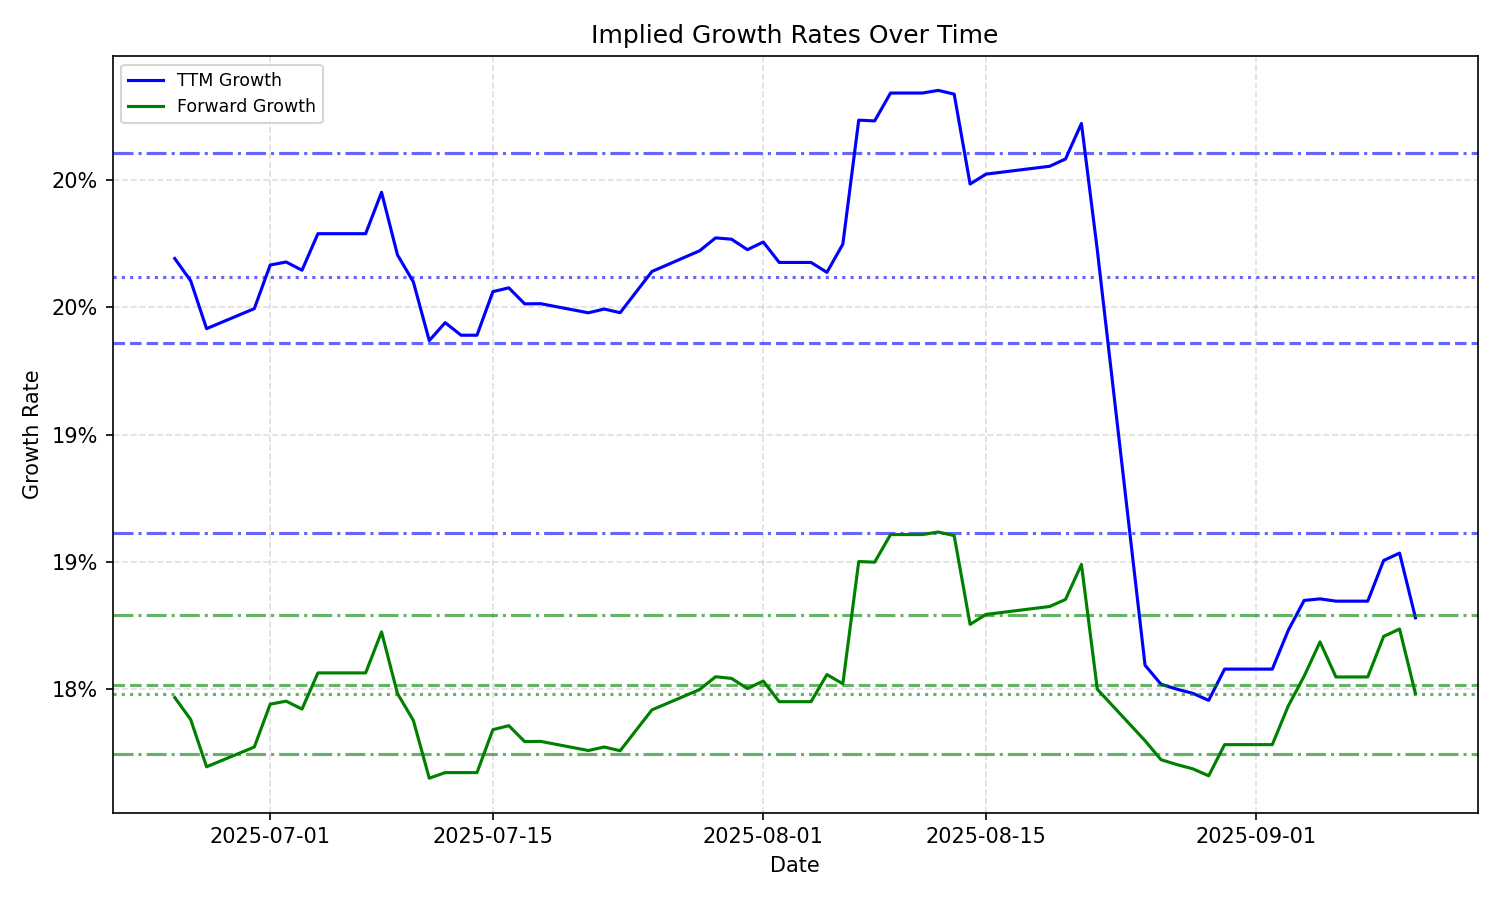 Implied Growth Rates Over Time
TTM Growth
Forward Growth
20%
20%
19%
19%
18%
Growth Rate
2025-07-01
2025-07-15
2025-08-01
2025-08-15
2025-09-01
Date